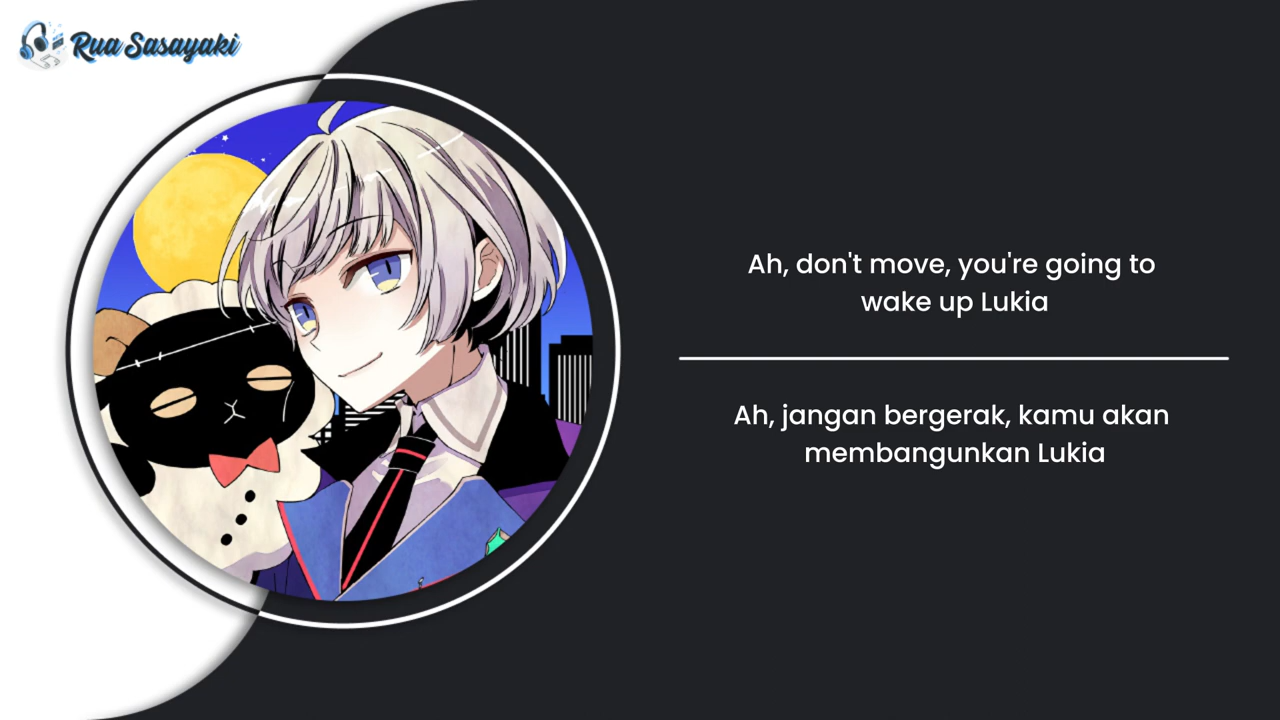 Rua Sasayaki
Ah, don't move, you're going to
wake up Lukia
Ah, jangan bergerak, kamu akan
membangunkan Lukia